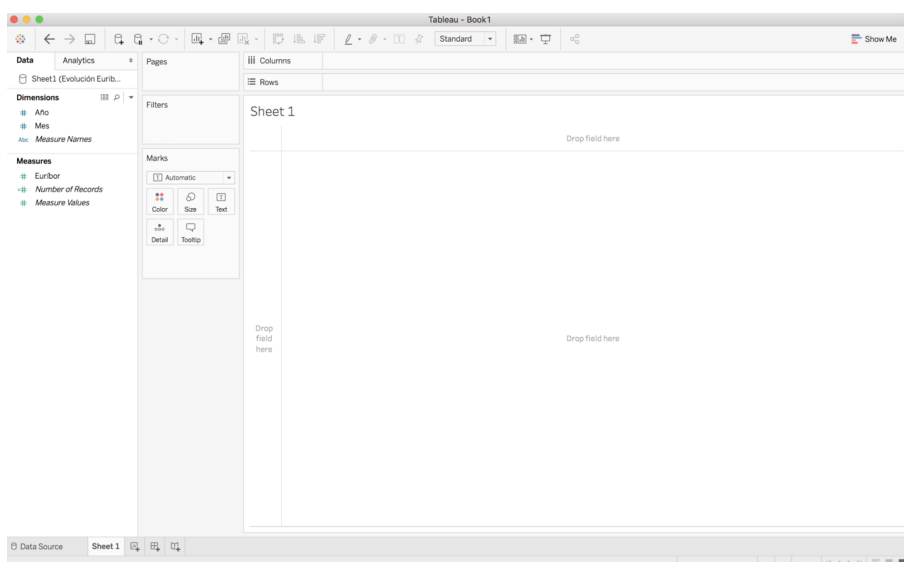 Tableau - Book1
Standard
Show Me
Data
Analytics
Pages
Columns
Sheet1 (Evolución Eurib...
Rows
Dimensions
Filters
Sheet 1
Año
Mes
Abc Measure Names
Drop field here
Measures
Marks
Euríbor
Number of Records
Measure Values
Automatic
Color
Size
Text
Detail
Tooltip
Drop
field
here
Drop field here
Data Source
Sheet 1